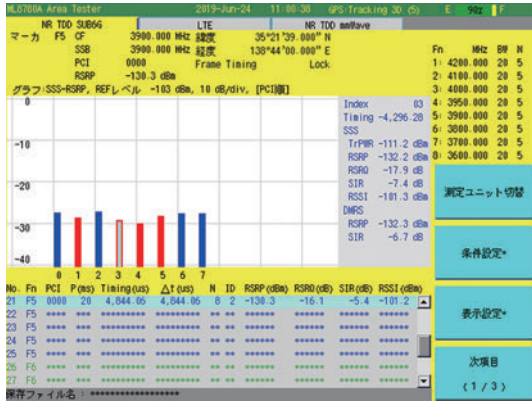 ML8780A Area Tester 2019-Jun-24 11:00:38 GPS:Tracking 3D (5) E 90% F
NR TDD SUB6G LTE NR TDD mmWave
マーカ F5 CF 3900.000 MHz 緯度 35°21'39.000" N
SSB 3900.000 MHz 経度 138°44'00.000" E
PCI 0000 Frame Timing Lock
RSRP -130.3 dBm
グラフ:SSS-RSRP, REFレベル -103 dBm, 10 dB/div, [PCI順]
Fn MHz BW N
1: 4200.000 20 5
2: 4100.000 20 5
3: 4000.000 20 5
4: 3950.000 20 5
5: 3900.000 20 5
6: 3800.000 20 5
7: 3700.000 20 5
8: 3600.000 20 5
0
-10
-20
-30
-40
0 1 2 3 4 5 6 7
Index 03
Timing -4,296.28
SSS
TrPWR -111.2 dBm
RSRP -132.2 dBm
RSRQ -17.9 dB
SIR -7.4 dB
RSSI -101.3 dBm
DMRS
RSRP -132.3 dBm
SIR -6.7 dB
測定ユニット切替
条件設定*
表示設定*
次項目
(1/3)
No. Fn PCI P(ms) Timing(us) Δt(us) N ID RSRP(dBm) RSRQ(dB) SIR(dB) RSSI(dBm)
21 F5 0000 20 4,844.06 4,844.06 8 2 -130.3 -16.1 -5.4 -101.2
22 F5 **** *** ****** ****** ** ** ****** ****** ***** ******
23 F5 **** *** ****** ****** ** ** ****** ****** ***** ******
24 F5 **** *** ****** ****** ** ** ****** ****** ***** ******
25 F5 **** *** ****** ****** ** ** ****** ****** ***** ******
26 F6 **** *** ****** ****** ** ** ****** ****** ***** ******
27 F6 **** *** ****** ****** ** ** ****** ****** ***** ******
保存ファイル名 : ******************